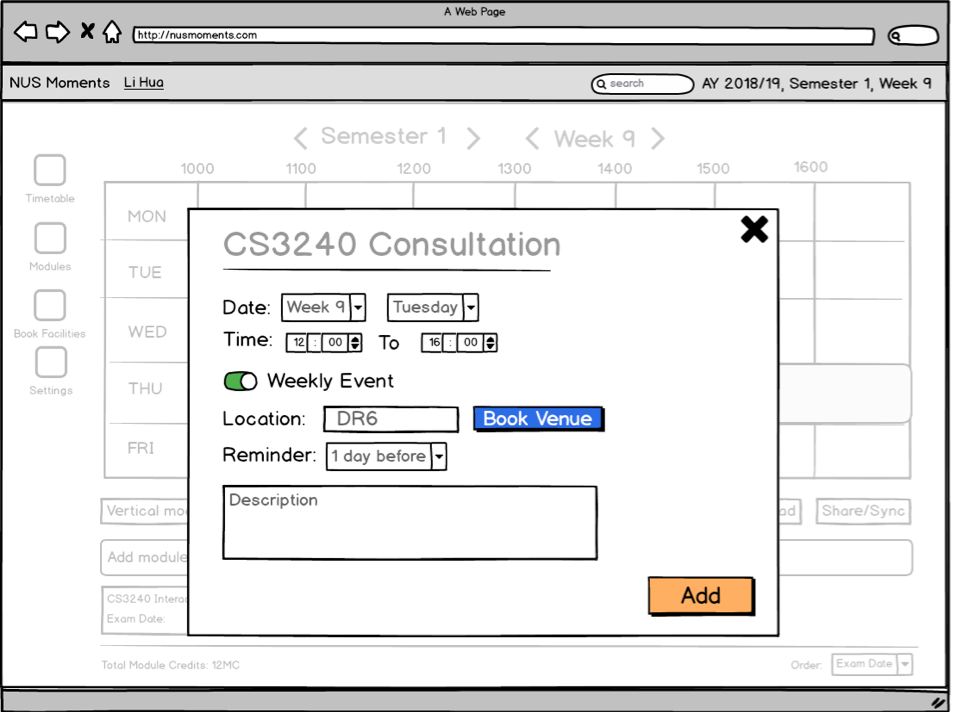 A Web Page
http://nusmoments.com
NUS Moments Li Hua search AY 2018/19, Semester 1, Week 9
Semester 1 Week 9
1000 1100 1200 1300 1400 1500 1600
Timetable
Modules
Book Facilities
Settings
MON
TUE
WED
THU
FRI
CS3240 Consultation
Date: Week 9 Tuesday
Time: 12 : 00 To 16 : 00
Weekly Event
Location: DR6 Book Venue
Reminder: 1 day before
Description
Add
Vertical mo
ad Share/Sync
Add module
CS3240 Intera
Exam Date:
Total Module Credits: 12MC Order: Exam Date